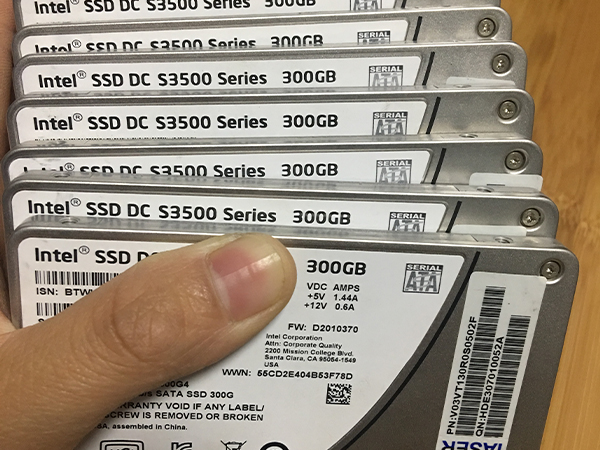 Intel® SSD DC S3500 Series 300GB
Intel® SSD DC S3500 Series 300GB
SERIAL
Intel® SSD DC S3500 Series 300GB
SERIAL
ATA
Intel® SSD DC S3500 Series 300GB
SERIAL
ATA
Intel® SSD DC S3500 Series 300GB
SERIAL
ATA
Intel® SSD DC S3500 Series 300GB
SERIAL
ATA
Intel® SSD DC 300GB
SERIAL
ATA
ISN: BTW
VDC AMPS
+5V 1.44A
+12V 0.6A
FW: D2010370
Intel Corporation
Attn: Corporate Quality
2200 Mission College Blvd.
Santa Clara, CA 95054-1549
USA
WWN: 55CD2E404B53F78D
00G4
SATA SSD 300G
ARRANTY VOID IF ANY LABEL/
CREW IS REMOVED OR BROKEN
in China.
PN:V03VT130R0S0502F
QN:HDE307010052A